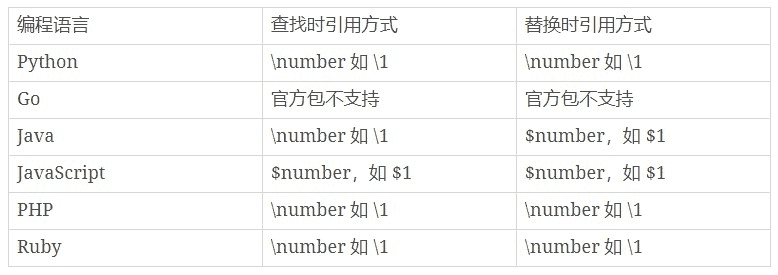 编程语言 查找时引用方式 替换时引用方式
Python \number 如 \1 \number 如 \1
Go 官方包不支持 官方包不支持
Java \number 如 \1 $number，如 $1
JavaScript $number，如 $1 $number，如 $1
PHP \number 如 \1 \number 如 \1
Ruby \number 如 \1 \number 如 \1